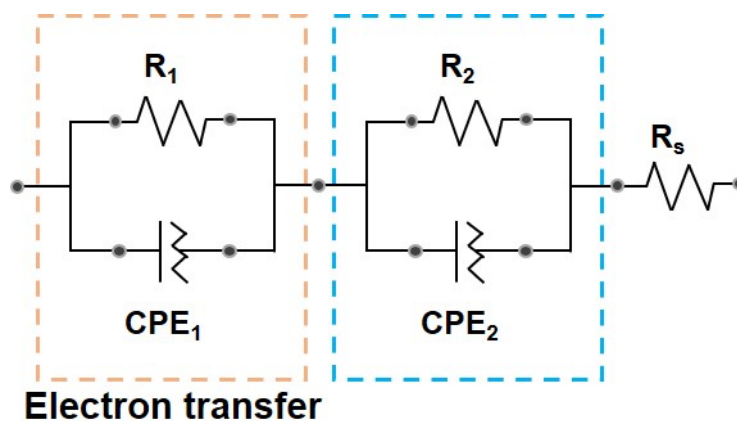 R₁
R₂
Rₛ
CPE₁
CPE₂
Electron transfer